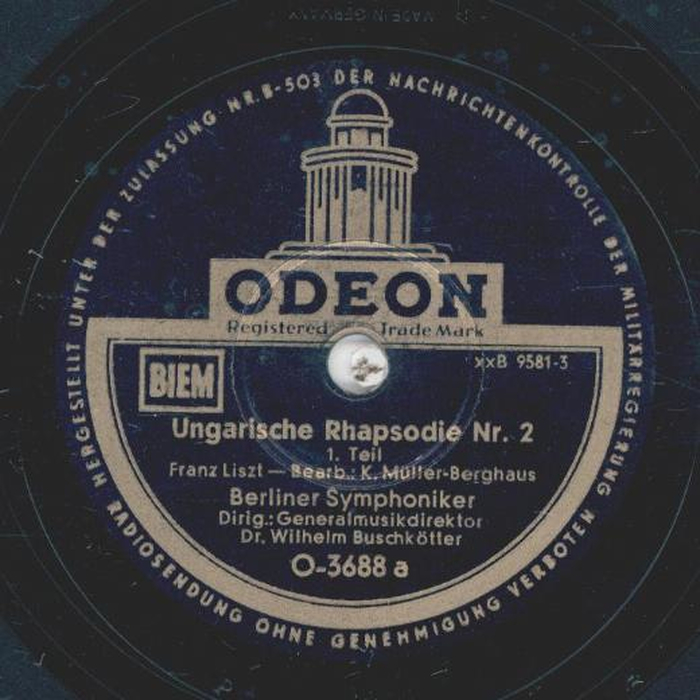 MADE IN GERMANY
HERGESTELLT UNTER DER ZULASSUNG NR. B-503 DER NACHRICHTENKONTROLLE DER MILITÄRREGIERUNG
RADIOSENDUNG OHNE GENEHMIGUNG VERBOTEN
ODEON
Registered Trade Mark
BIEM
xxB 9581-3
Ungarische Rhapsodie Nr. 2
1. Teil
Franz Liszt — Bearb.: K. Müller-Berghaus
Berliner Symphoniker
Dirig.: Generalmusikdirektor
Dr. Wilhelm Buschkötter
O-3688 a